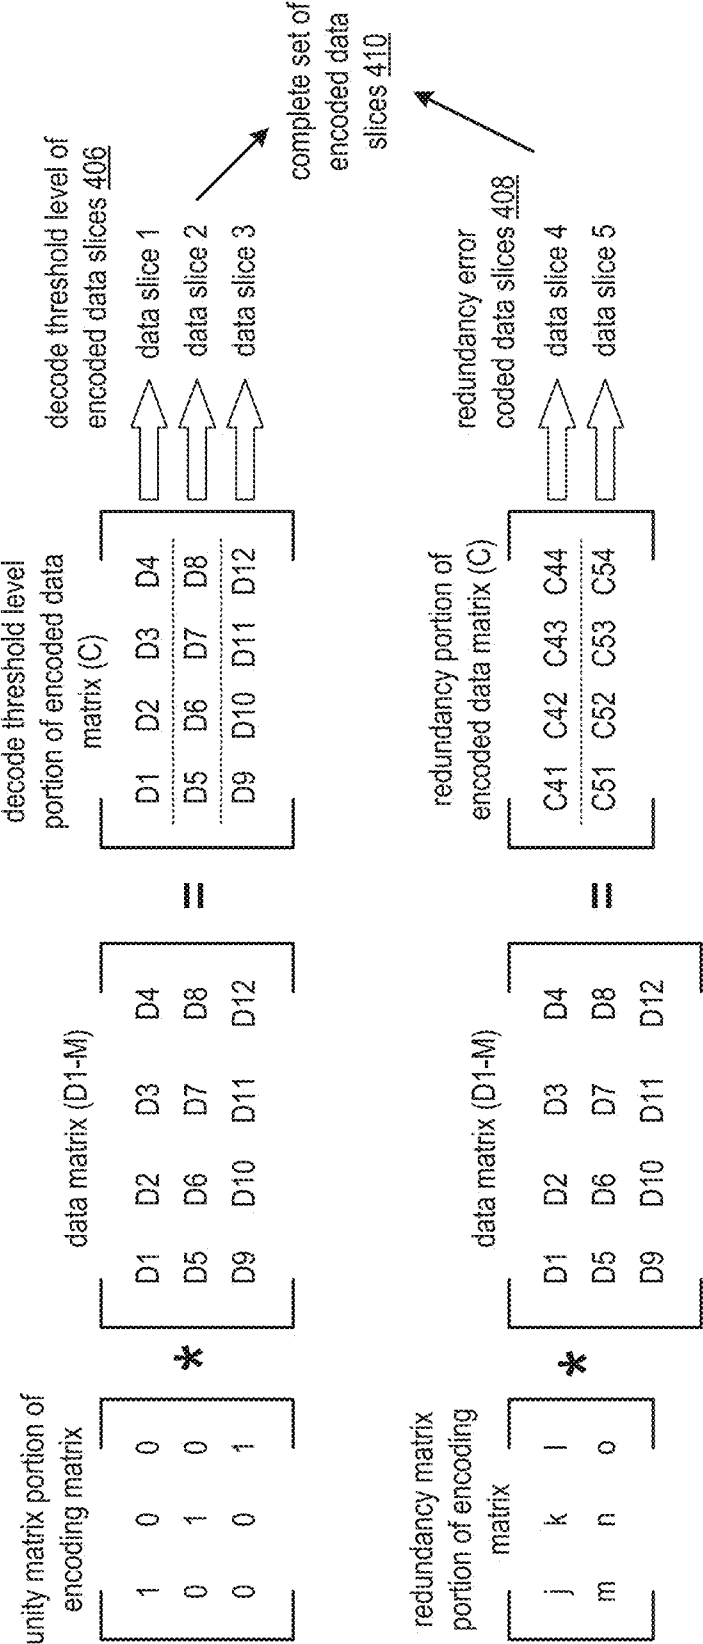 unity matrix portion of
encoding matrix
1 0 0
0 1 0
0 0 1
*
data matrix (D1-M)
D1 D2 D3 D4
D5 D6 D7 D8
D9 D10 D11 D12
=
decode threshold level
portion of encoded data
matrix (C)
D1 D2 D3 D4
D5 D6 D7 D8
D9 D10 D11 D12
decode threshold level of
encoded data slices 406
data slice 1
data slice 2
data slice 3
complete set of
encoded data
slices 410
redundancy matrix
portion of encoding
matrix
j k l
m n o
*
data matrix (D1-M)
D1 D2 D3 D4
D5 D6 D7 D8
D9 D10 D11 D12
=
redundancy portion of
encoded data matrix (C)
C41 C42 C43 C44
C51 C52 C53 C54
redundancy error
coded data slices 408
data slice 4
data slice 5